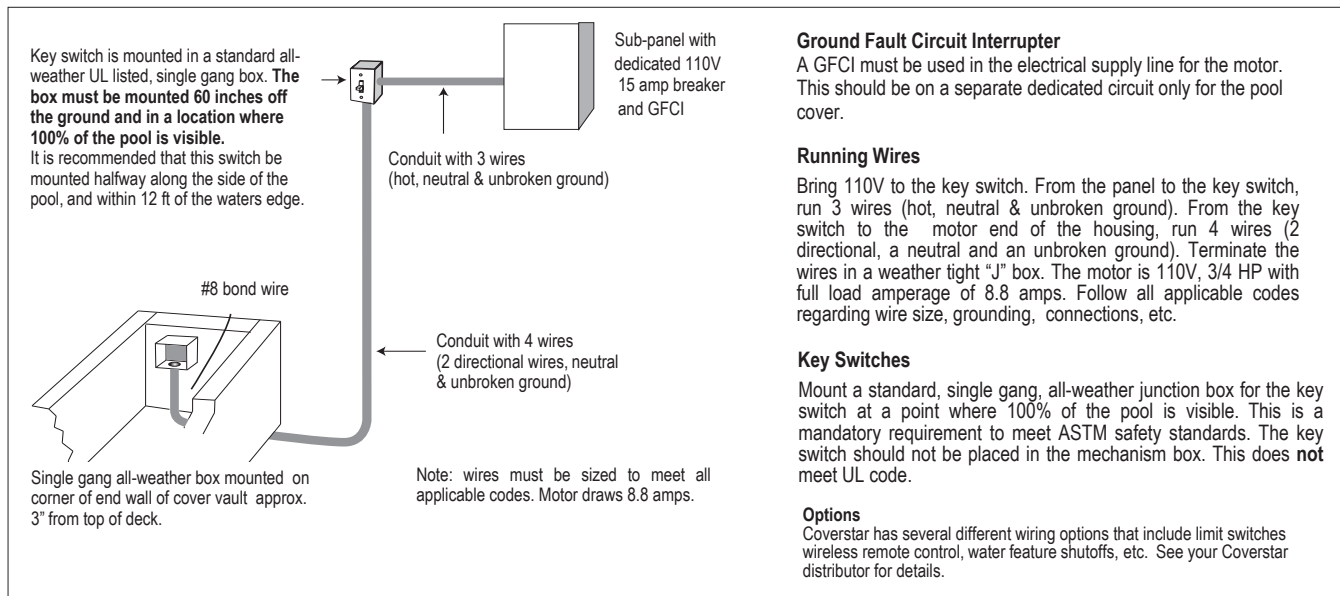 Key switch is mounted in a standard all-
weather UL listed, single gang box. The
box must be mounted 60 inches off
the ground and in a location where
100% of the pool is visible.
It is recommended that this switch be
mounted halfway along the side of the
pool, and within 12 ft of the waters edge.
Sub-panel with
dedicated 110V
15 amp breaker
and GFCI
Conduit with 3 wires
(hot, neutral & unbroken ground)
#8 bond wire
Conduit with 4 wires
(2 directional wires, neutral
& unbroken ground)
Single gang all-weather box mounted on
corner of end wall of cover vault approx.
3” from top of deck.
Note: wires must be sized to meet all
applicable codes. Motor draws 8.8 amps.
Ground Fault Circuit Interrupter
A GFCI must be used in the electrical supply line for the motor.
This should be on a separate dedicated circuit only for the pool
cover.
Running Wires
Bring 110V to the key switch. From the panel to the key switch,
run 3 wires (hot, neutral & unbroken ground). From the key
switch to the motor end of the housing, run 4 wires (2
directional, a neutral and an unbroken ground). Terminate the
wires in a weather tight “J” box. The motor is 110V, 3/4 HP with
full load amperage of 8.8 amps. Follow all applicable codes
regarding wire size, grounding, connections, etc.
Key Switches
Mount a standard, single gang, all-weather junction box for the key
switch at a point where 100% of the pool is visible. This is a
mandatory requirement to meet ASTM safety standards. The key
switch should not be placed in the mechanism box. This does not
meet UL code.
Options
Coverstar has several different wiring options that include limit switches
wireless remote control, water feature shutoffs, etc. See your Coverstar
distributor for details.